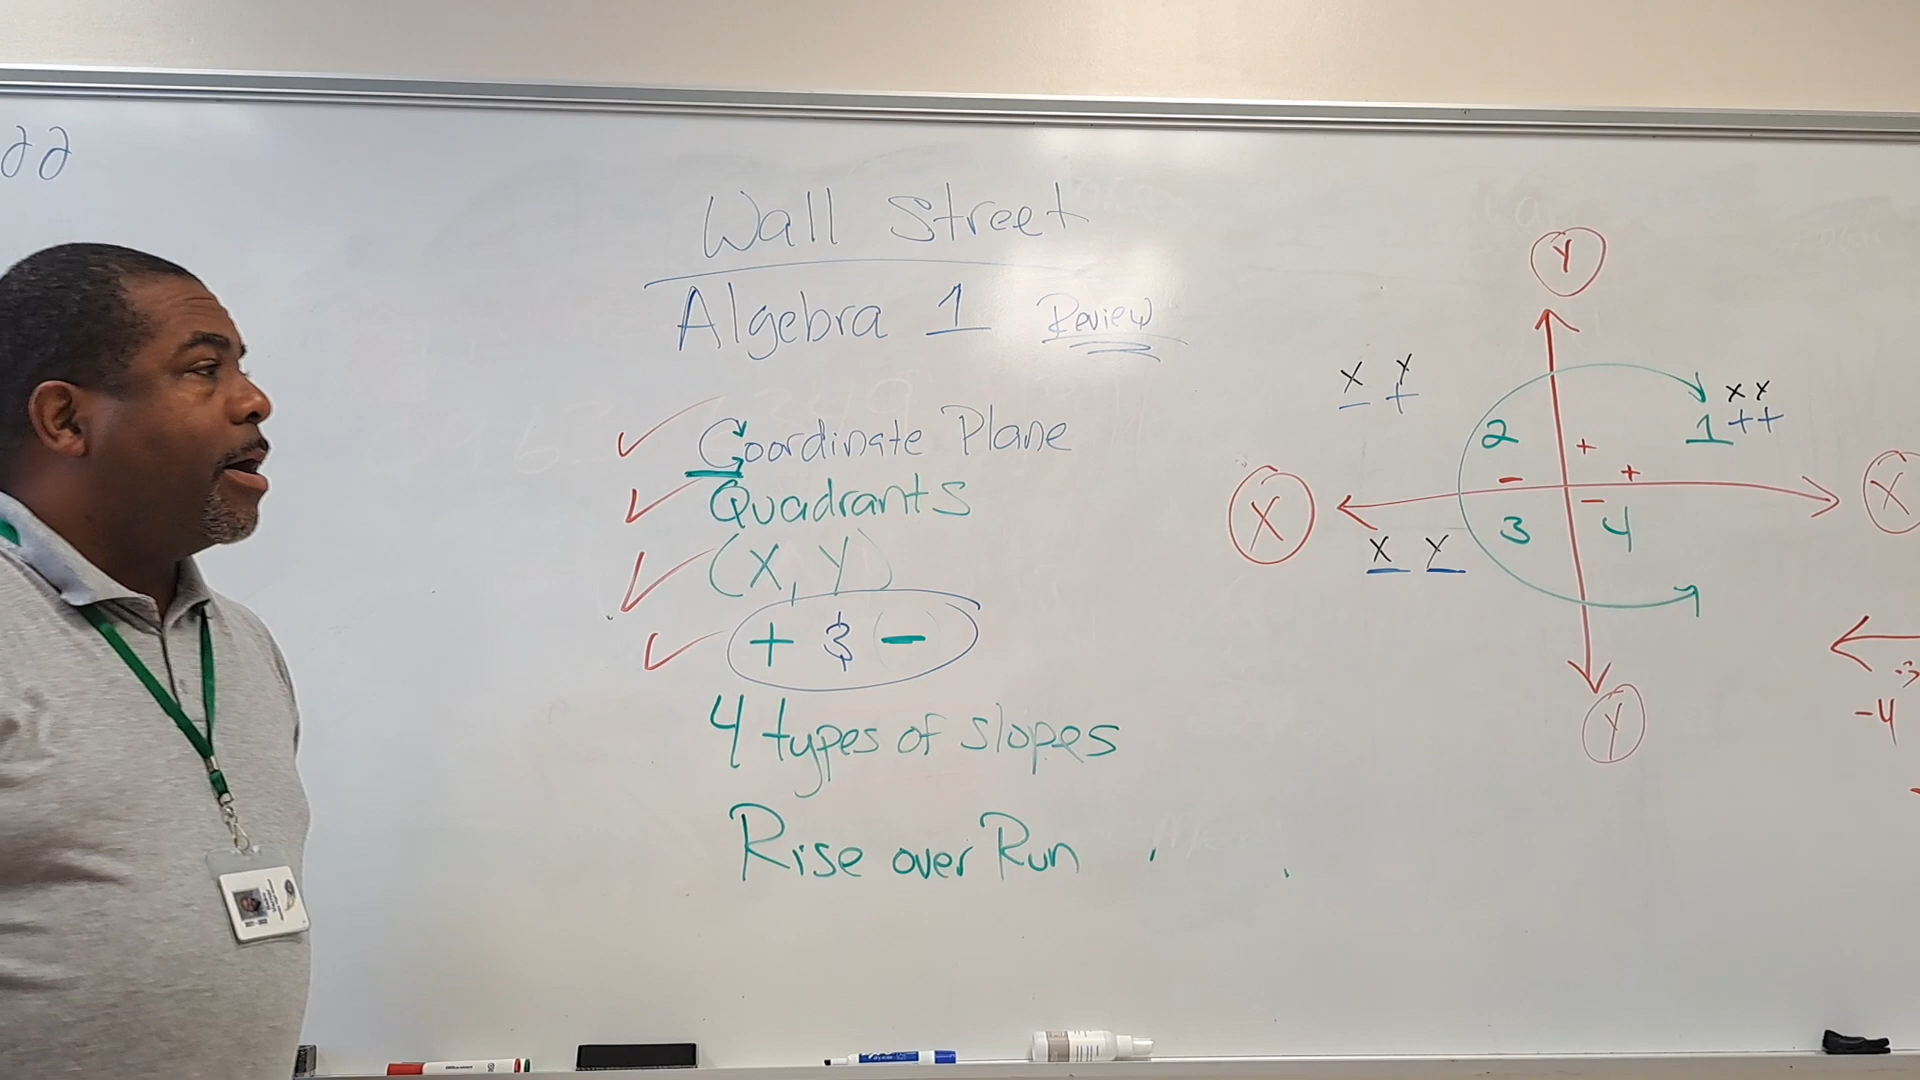 22
Wall Street
Algebra 1 Review
✓ Coordinate Plane
✓ Quadrants
✓ (X, Y)
✓ + & -
4 types of slopes
Rise over Run
Y
X Y
- +
X Y
+ +
2
1
+
- +
X
X
-
3
4
X Y
- -
Y
-4